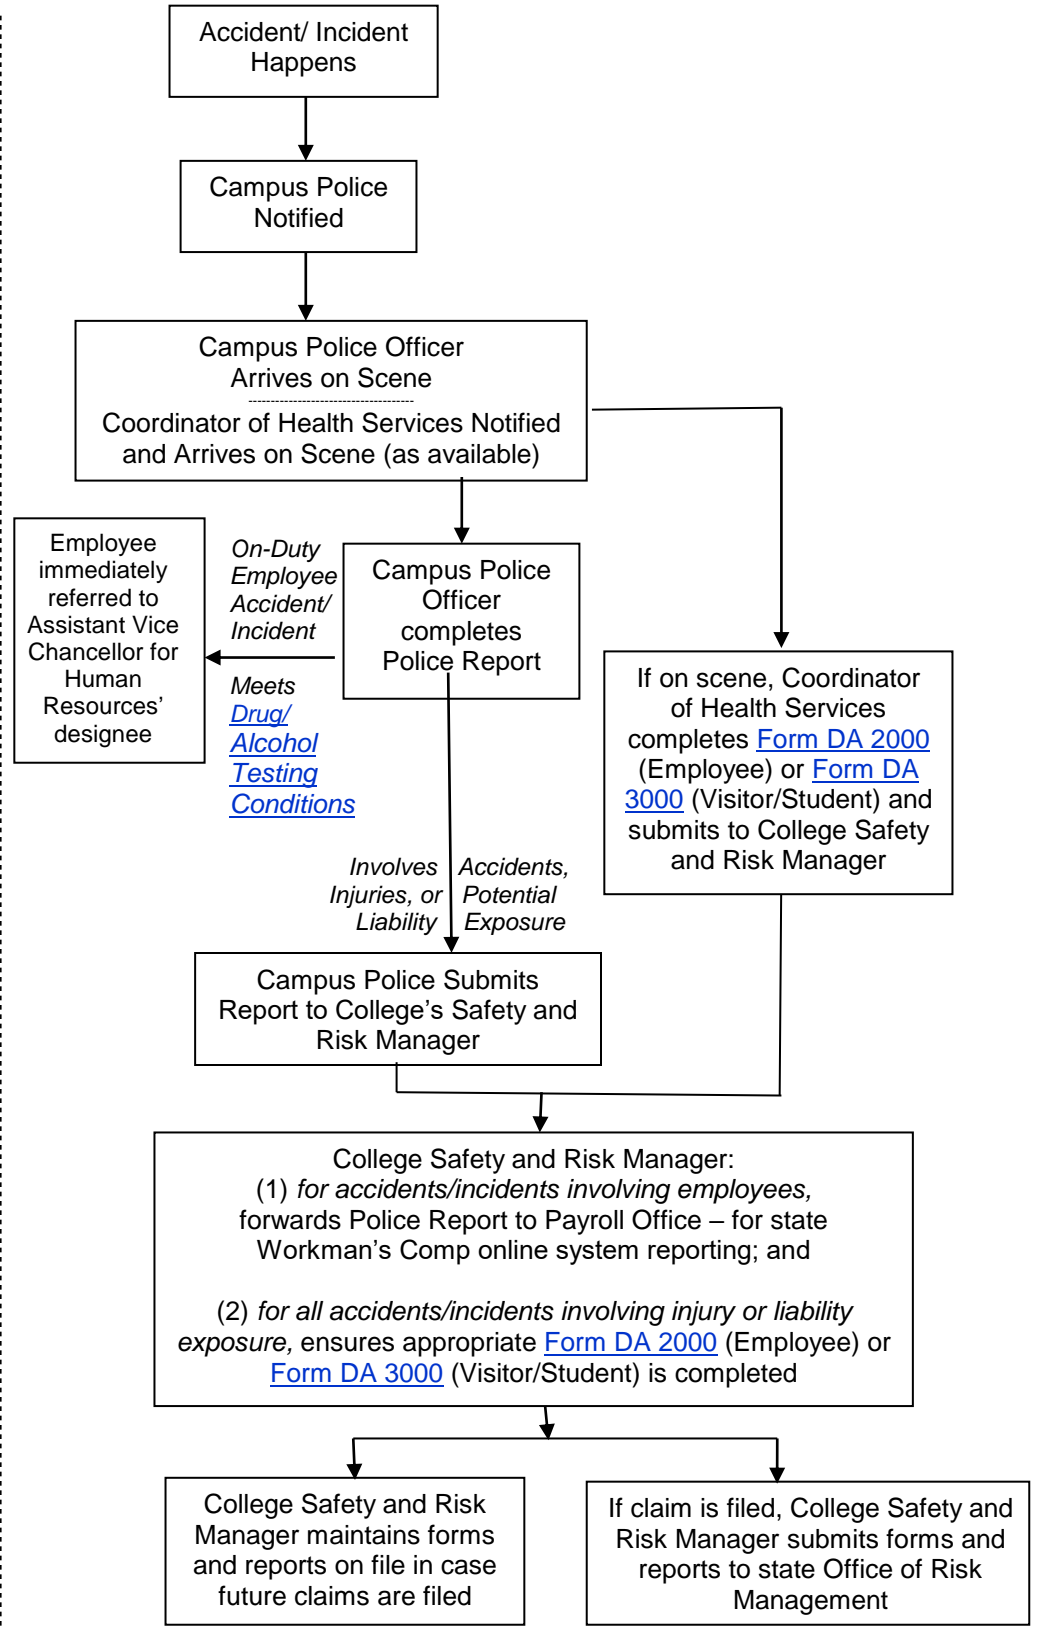 Accident/ Incident
Happens
Campus Police
Notified
Campus Police Officer
Arrives on Scene
-------------------------------------
Coordinator of Health Services Notified
and Arrives on Scene (as available)
Employee
immediately
referred to
Assistant Vice
Chancellor for
Human
Resources’
designee
On-Duty
Employee
Accident/
Incident
Meets
Drug/
Alcohol
Testing
Conditions
Campus Police
Officer
completes
Police Report
If on scene, Coordinator
of Health Services
completes Form DA 2000
(Employee) or Form DA
3000 (Visitor/Student) and
submits to College Safety
and Risk Manager
Involves Accidents,
Injuries, or Potential
Liability Exposure
Campus Police Submits
Report to College’s Safety and
Risk Manager
College Safety and Risk Manager:
(1) for accidents/incidents involving employees,
forwards Police Report to Payroll Office – for state
Workman’s Comp online system reporting; and
(2) for all accidents/incidents involving injury or liability
exposure, ensures appropriate Form DA 2000 (Employee) or
Form DA 3000 (Visitor/Student) is completed
College Safety and Risk
Manager maintains forms
and reports on file in case
future claims are filed
If claim is filed, College Safety and
Risk Manager submits forms and
reports to state Office of Risk
Management